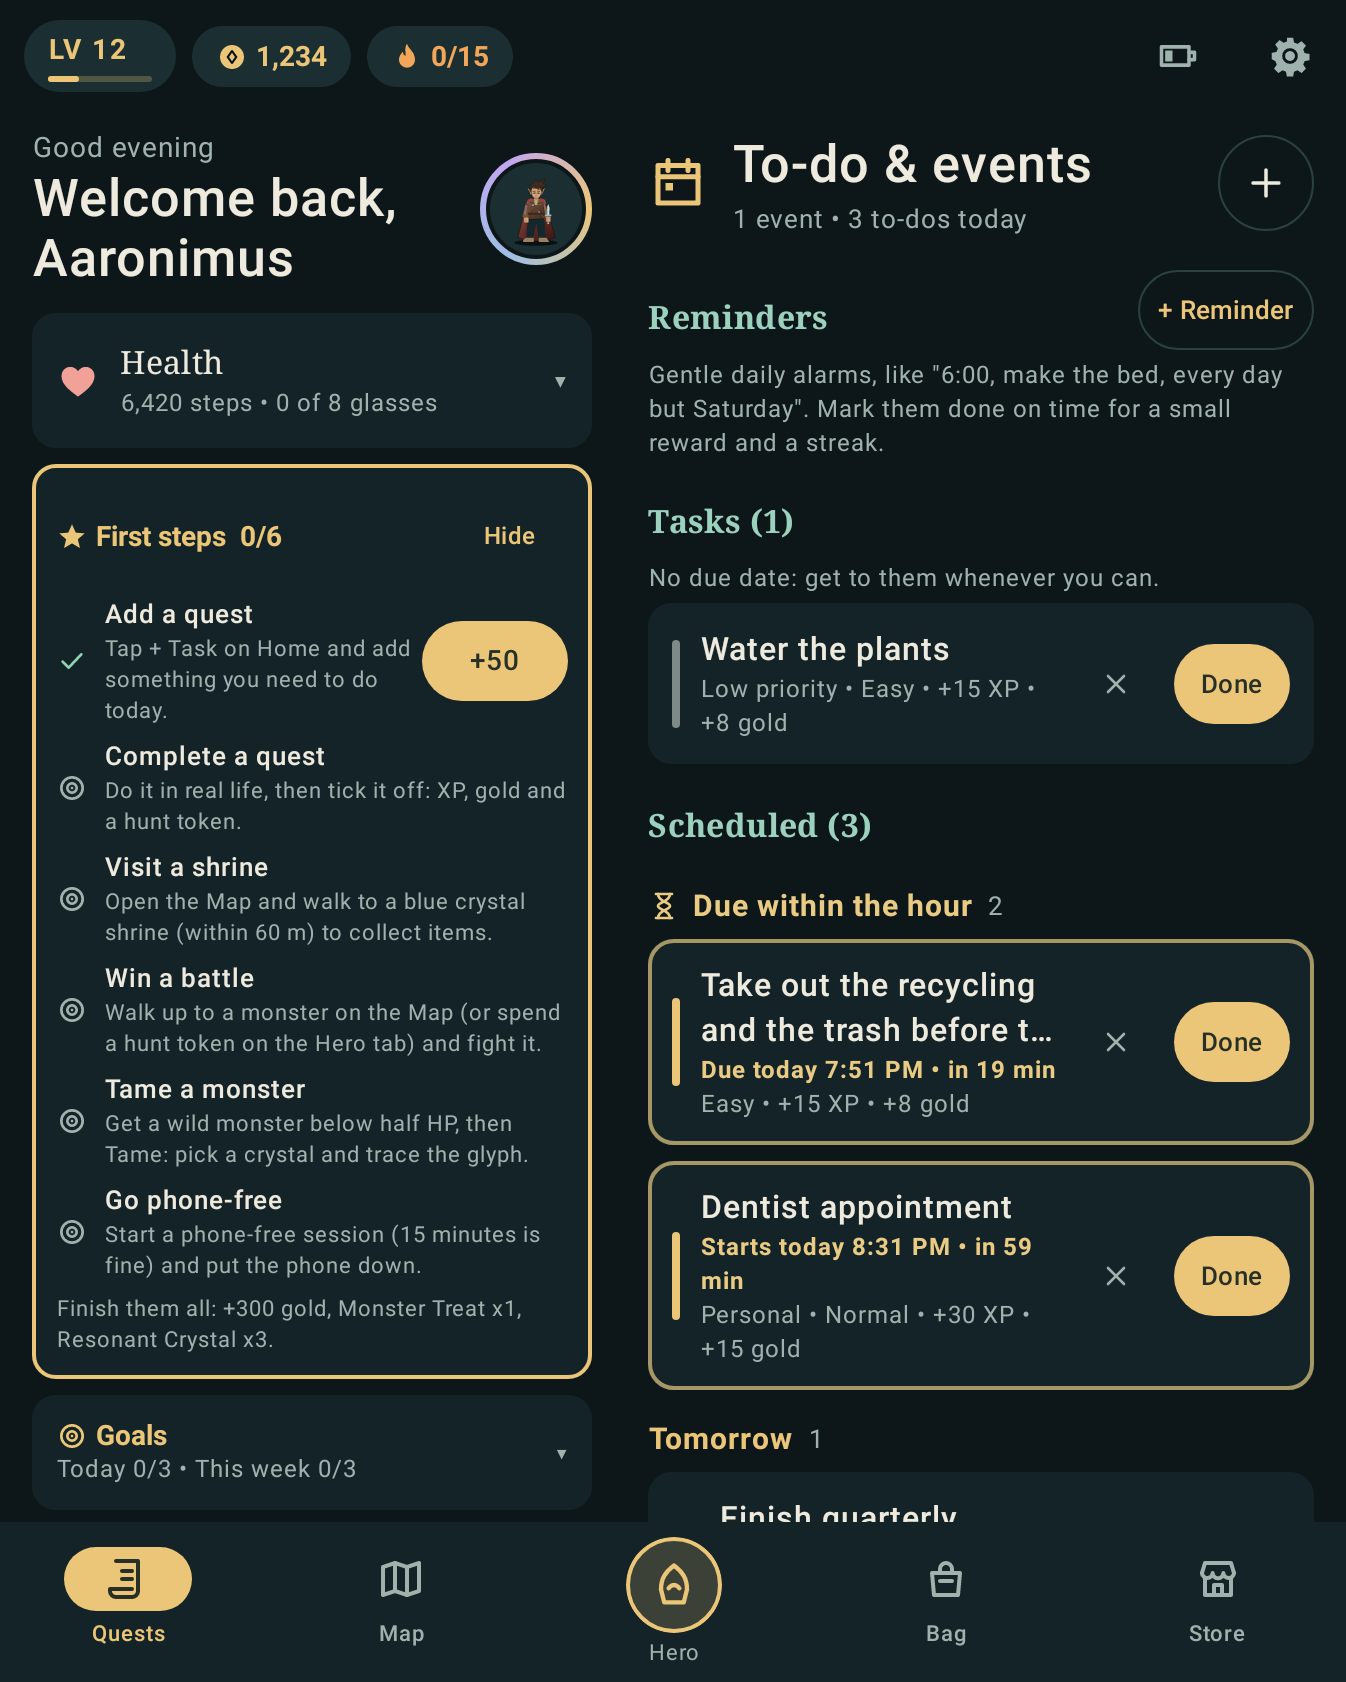 LV 12
1,234
0/15
Good evening
Welcome back,
Aaronimus
Health
6,420 steps • 0 of 8 glasses
First steps 0/6
Hide
Add a quest
Tap + Task on Home and add
something you need to do
today.
+50
Complete a quest
Do it in real life, then tick it off: XP, gold and
a hunt token.
Visit a shrine
Open the Map and walk to a blue crystal
shrine (within 60 m) to collect items.
Win a battle
Walk up to a monster on the Map (or spend
a hunt token on the Hero tab) and fight it.
Tame a monster
Get a wild monster below half HP, then
Tame: pick a crystal and trace the glyph.
Go phone-free
Start a phone-free session (15 minutes is
fine) and put the phone down.
Finish them all: +300 gold, Monster Treat x1,
Resonant Crystal x3.
Goals
Today 0/3 • This week 0/3
To-do & events
1 event • 3 to-dos today
Reminders
+ Reminder
Gentle daily alarms, like "6:00, make the bed, every day
but Saturday". Mark them done on time for a small
reward and a streak.
Tasks (1)
No due date: get to them whenever you can.
Water the plants
Low priority • Easy • +15 XP •
+8 gold
Done
Scheduled (3)
Due within the hour 2
Take out the recycling
and the trash before t…
Due today 7:51 PM • in 19 min
Easy • +15 XP • +8 gold
Done
Dentist appointment
Starts today 8:31 PM • in 59
min
Personal • Normal • +30 XP •
+15 gold
Done
Tomorrow 1
Finish quarterly
Quests
Map
Hero
Bag
Store